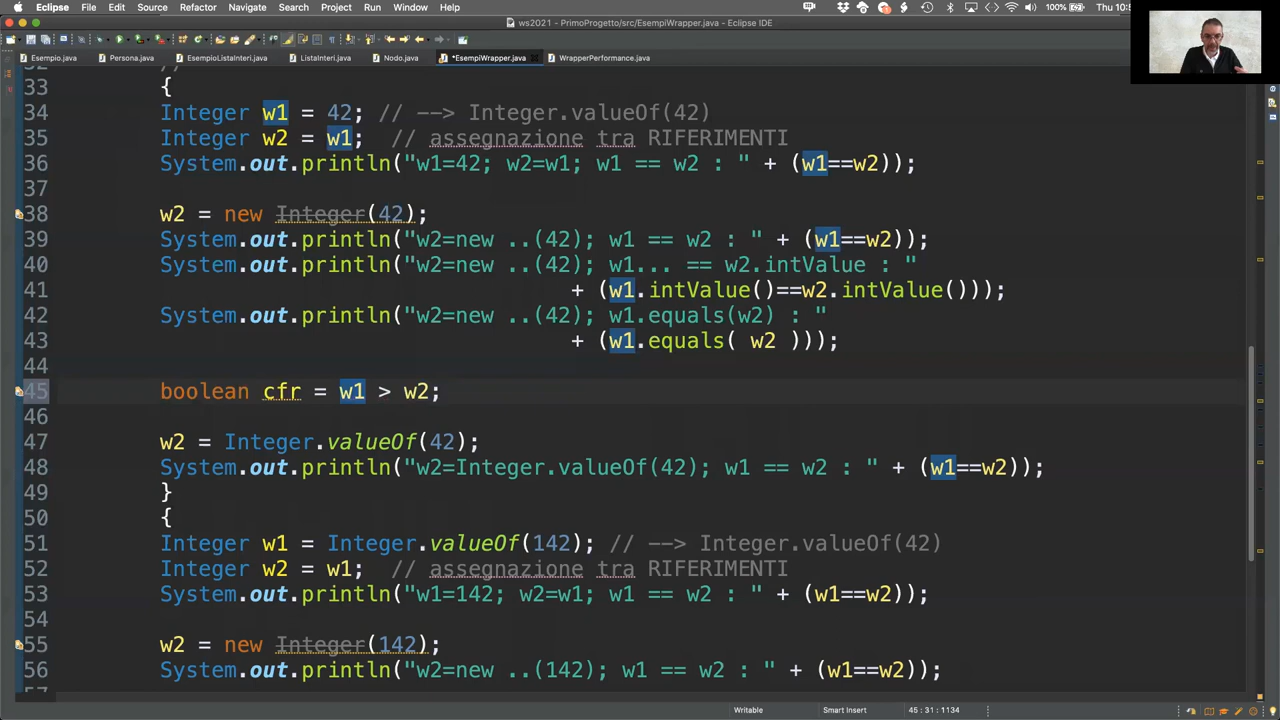 Eclipse File Edit Source Refactor Navigate Search Project Run Window Help 100% Thu 10:5
ws2021 - PrimoProgetto/src/EsempiWrapper.java - Eclipse IDE
Esempio.java Persona.java EsempioListaInteri.java ListaInteri.java Nodo.java *EsempiWrapper.java WrapperPerformance.java
33 {
34 Integer w1 = 42; // --> Integer.valueOf(42)
35 Integer w2 = w1; // assegnazione tra RIFERIMENTI
36 System.out.println("w1=42; w2=w1; w1 == w2 : " + (w1==w2));
37
38 w2 = new Integer(42);
39 System.out.println("w2=new ..(42); w1 == w2 : " + (w1==w2));
40 System.out.println("w2=new ..(42); w1... == w2.intValue : "
41 + (w1.intValue()==w2.intValue()));
42 System.out.println("w2=new ..(42); w1.equals(w2) : "
43 + (w1.equals( w2 )));
44
45 boolean cfr = w1 > w2;
46
47 w2 = Integer.valueOf(42);
48 System.out.println("w2=Integer.valueOf(42); w1 == w2 : " + (w1==w2));
49 }
50 {
51 Integer w1 = Integer.valueOf(142); // --> Integer.valueOf(42)
52 Integer w2 = w1; // assegnazione tra RIFERIMENTI
53 System.out.println("w1=142; w2=w1; w1 == w2 : " + (w1==w2));
54
55 w2 = new Integer(142);
56 System.out.println("w2=new ..(142); w1 == w2 : " + (w1==w2));
Writable Smart Insert 45 : 31 : 1134